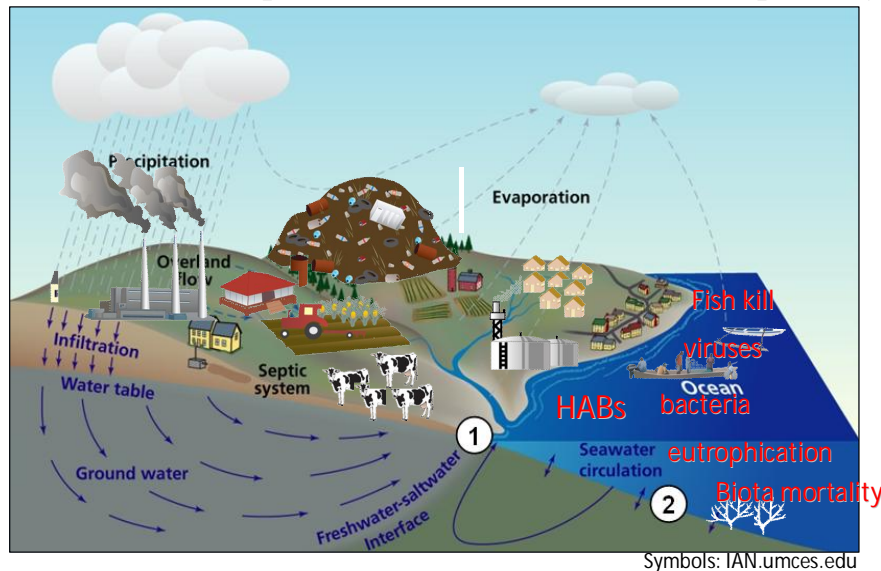 Precipitation
Evaporation
Overland
flow
Fish kill
viruses
Infiltration
Septic
system
Ocean
Water table
HABs
bacteria
1
Seawater
circulation
eutrophication
Ground water
Freshwater-saltwater
Interface
2
Biota mortality
Symbols: IAN.umces.edu